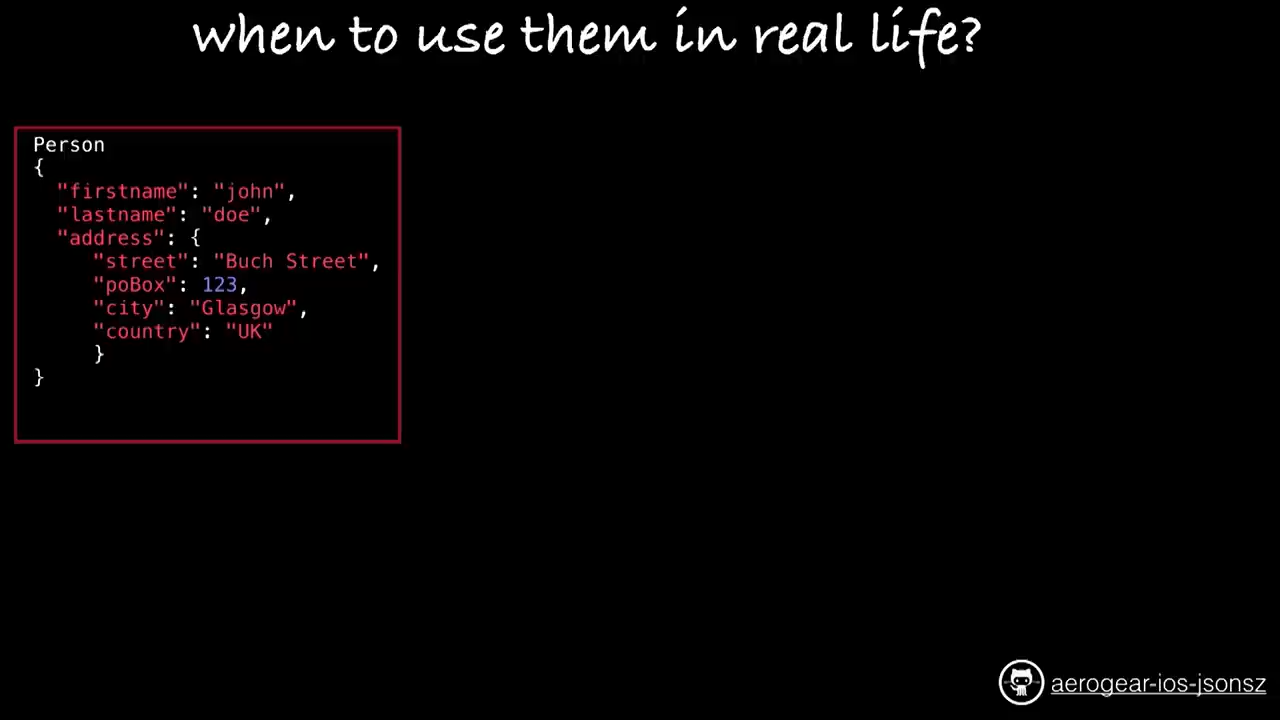 when to use them in real life?
Person
{
"firstname": "john",
"lastname": "doe",
"address": {
"street": "Buch Street",
"poBox": 123,
"city": "Glasgow",
"country": "UK"
}
}
aerogear-ios-jsonsz